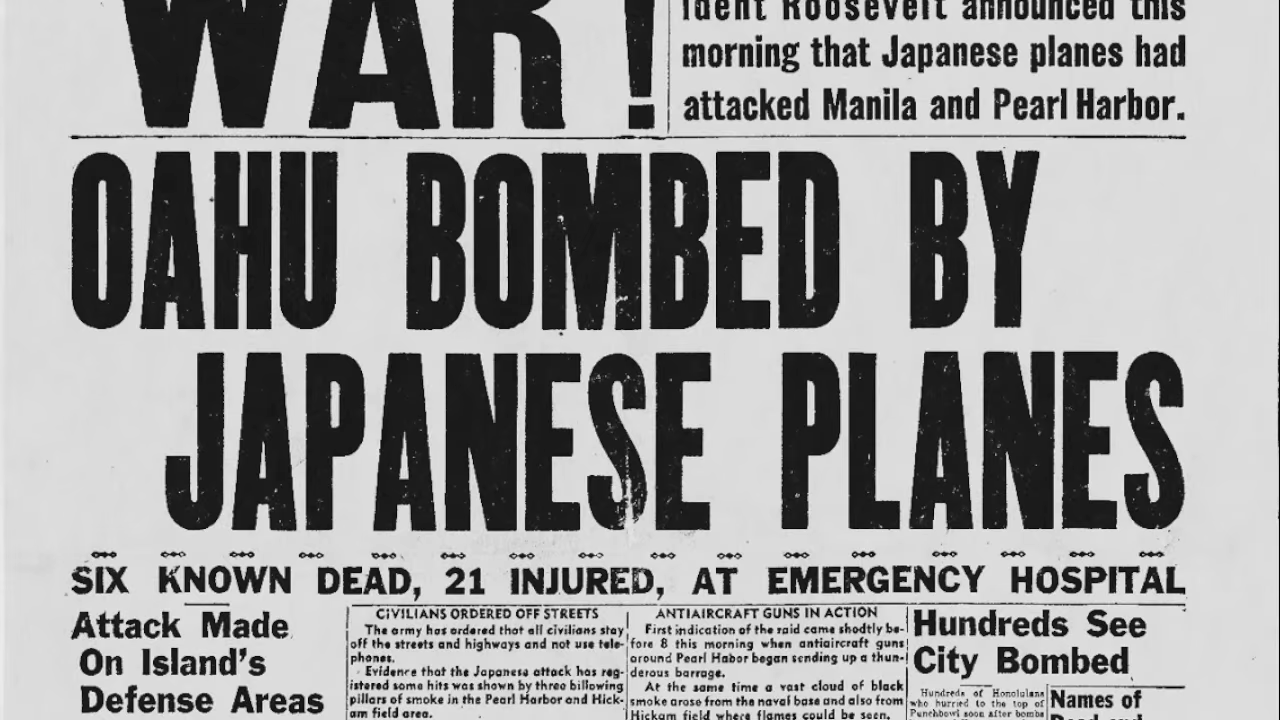 WAR!
ident Roosevelt announced this
morning that Japanese planes had
attacked Manila and Pearl Harbor.
OAHU BOMBED BY
JAPANESE PLANES
SIX KNOWN DEAD, 21 INJURED, AT EMERGENCY HOSPITAL
Attack Made
On Island's
Defense Areas
CIVILIANS ORDERED OFF STREETS
The army has ordered that all civilians stay
off the streets and highways and not use tele-
phones.
Evidence that the Japanese attack has reg-
istered some hits was shown by three billowing
pillars of smoke in the Pearl Harbor and Hick-
am field area.
ANTIAIRCRAFT GUNS IN ACTION
First indication of the raid came shodtly be-
fore 8 this morning when antiaircraft guns
around Pearl Habor began sending up a thun-
derous barrage.
At the same time a vast cloud of black
smoke arose from the naval base and also from
Hickam field where flames could be seen.
Hundreds See
City Bombed
Hundreds of Honolulans
who hurried to the top of
Punchbowl soon after bombs
Names of
Dead and